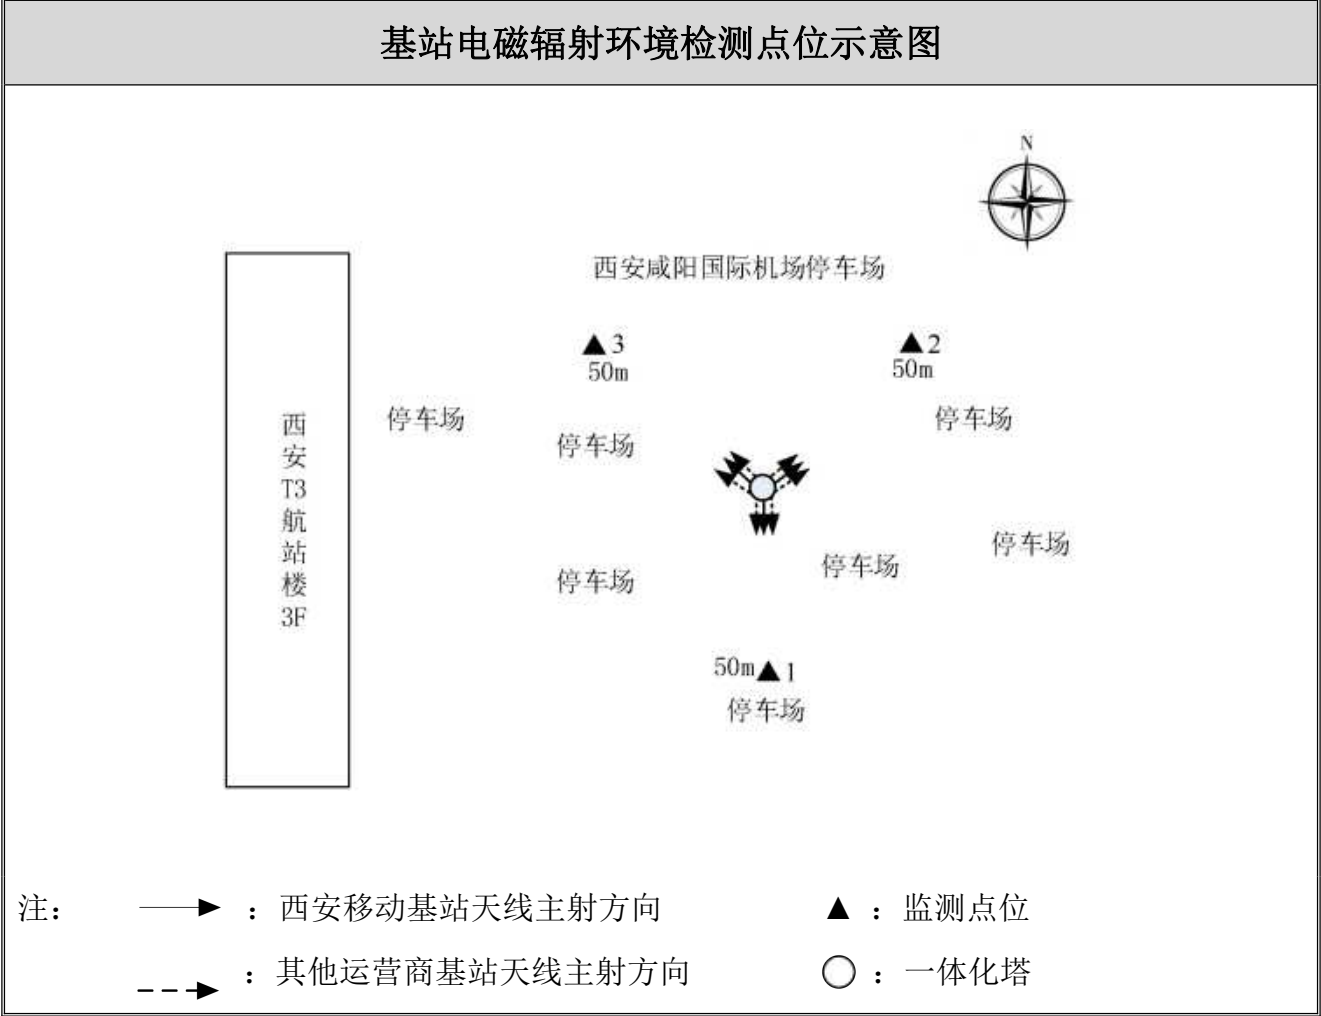 基站电磁辐射环境检测点位示意图
N
西安咸阳国际机场停车场
▲3
50m
▲2
50m
停车场
停车场
停车场
西安T3航站楼3F
停车场
停车场
停车场
50m▲1
停车场
注：
：西安移动基站天线主射方向
▲：监测点位
：其他运营商基站天线主射方向
：一体化塔